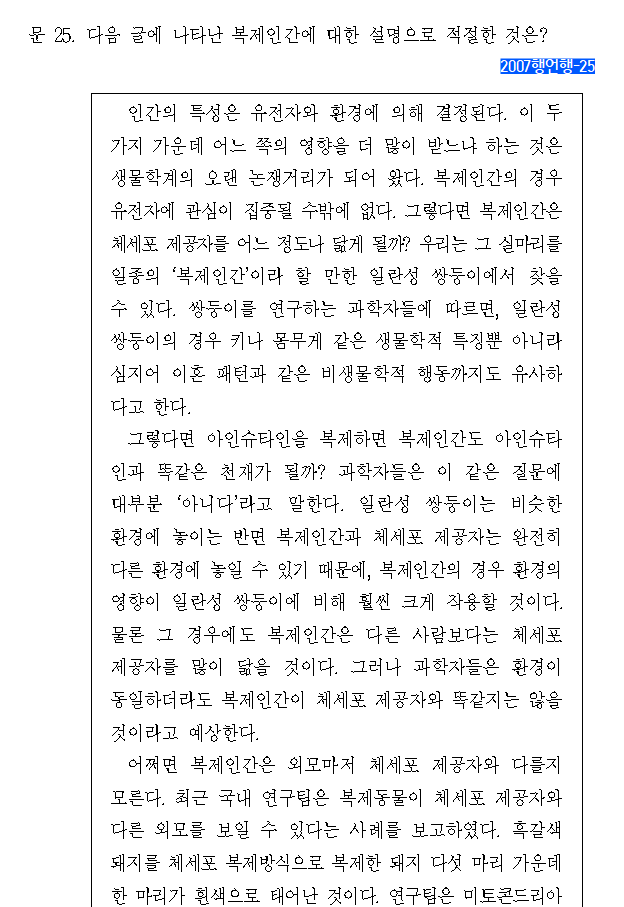 문 25. 다음 글에 나타난 복제인간에 대한 설명으로 적절한 것은?
2007행언행-25
인간의 특성은 유전자와 환경에 의해 결정된다. 이 두
가지 가운데 어느 쪽의 영향을 더 많이 받느냐 하는 것은
생물학계의 오랜 논쟁거리가 되어 왔다. 복제인간의 경우
유전자에 관심이 집중될 수밖에 없다. 그렇다면 복제인간은
체세포 제공자를 어느 정도나 닮게 될까? 우리는 그 실마리를
일종의 ‘복제인간’이라 할 만한 일란성 쌍둥이에서 찾을
수 있다. 쌍둥이를 연구하는 과학자들에 따르면, 일란성
쌍둥이의 경우 키나 몸무게 같은 생물학적 특징뿐 아니라
심지어 이혼 패턴과 같은 비생물학적 행동까지도 유사하
다고 한다.
그렇다면 아인슈타인을 복제하면 복제인간도 아인슈타
인과 똑같은 천재가 될까? 과학자들은 이 같은 질문에
대부분 ‘아니다’라고 말한다. 일란성 쌍둥이는 비슷한
환경에 놓이는 반면 복제인간과 체세포 제공자는 완전히
다른 환경에 놓일 수 있기 때문에, 복제인간의 경우 환경의
영향이 일란성 쌍둥이에 비해 훨씬 크게 작용할 것이다.
물론 그 경우에도 복제인간은 다른 사람보다는 체세포
제공자를 많이 닮을 것이다. 그러나 과학자들은 환경이
동일하더라도 복제인간이 체세포 제공자와 똑같지는 않을
것이라고 예상한다.
어쩌면 복제인간은 외모마저 체세포 제공자와 다를지
모른다. 최근 국내 연구팀은 복제동물이 체세포 제공자와
다른 외모를 보일 수 있다는 사례를 보고하였다. 흑갈색
돼지를 체세포 복제방식으로 복제한 돼지 다섯 마리 가운데
한 마리가 흰색으로 태어난 것이다. 연구팀은 미토콘드리아